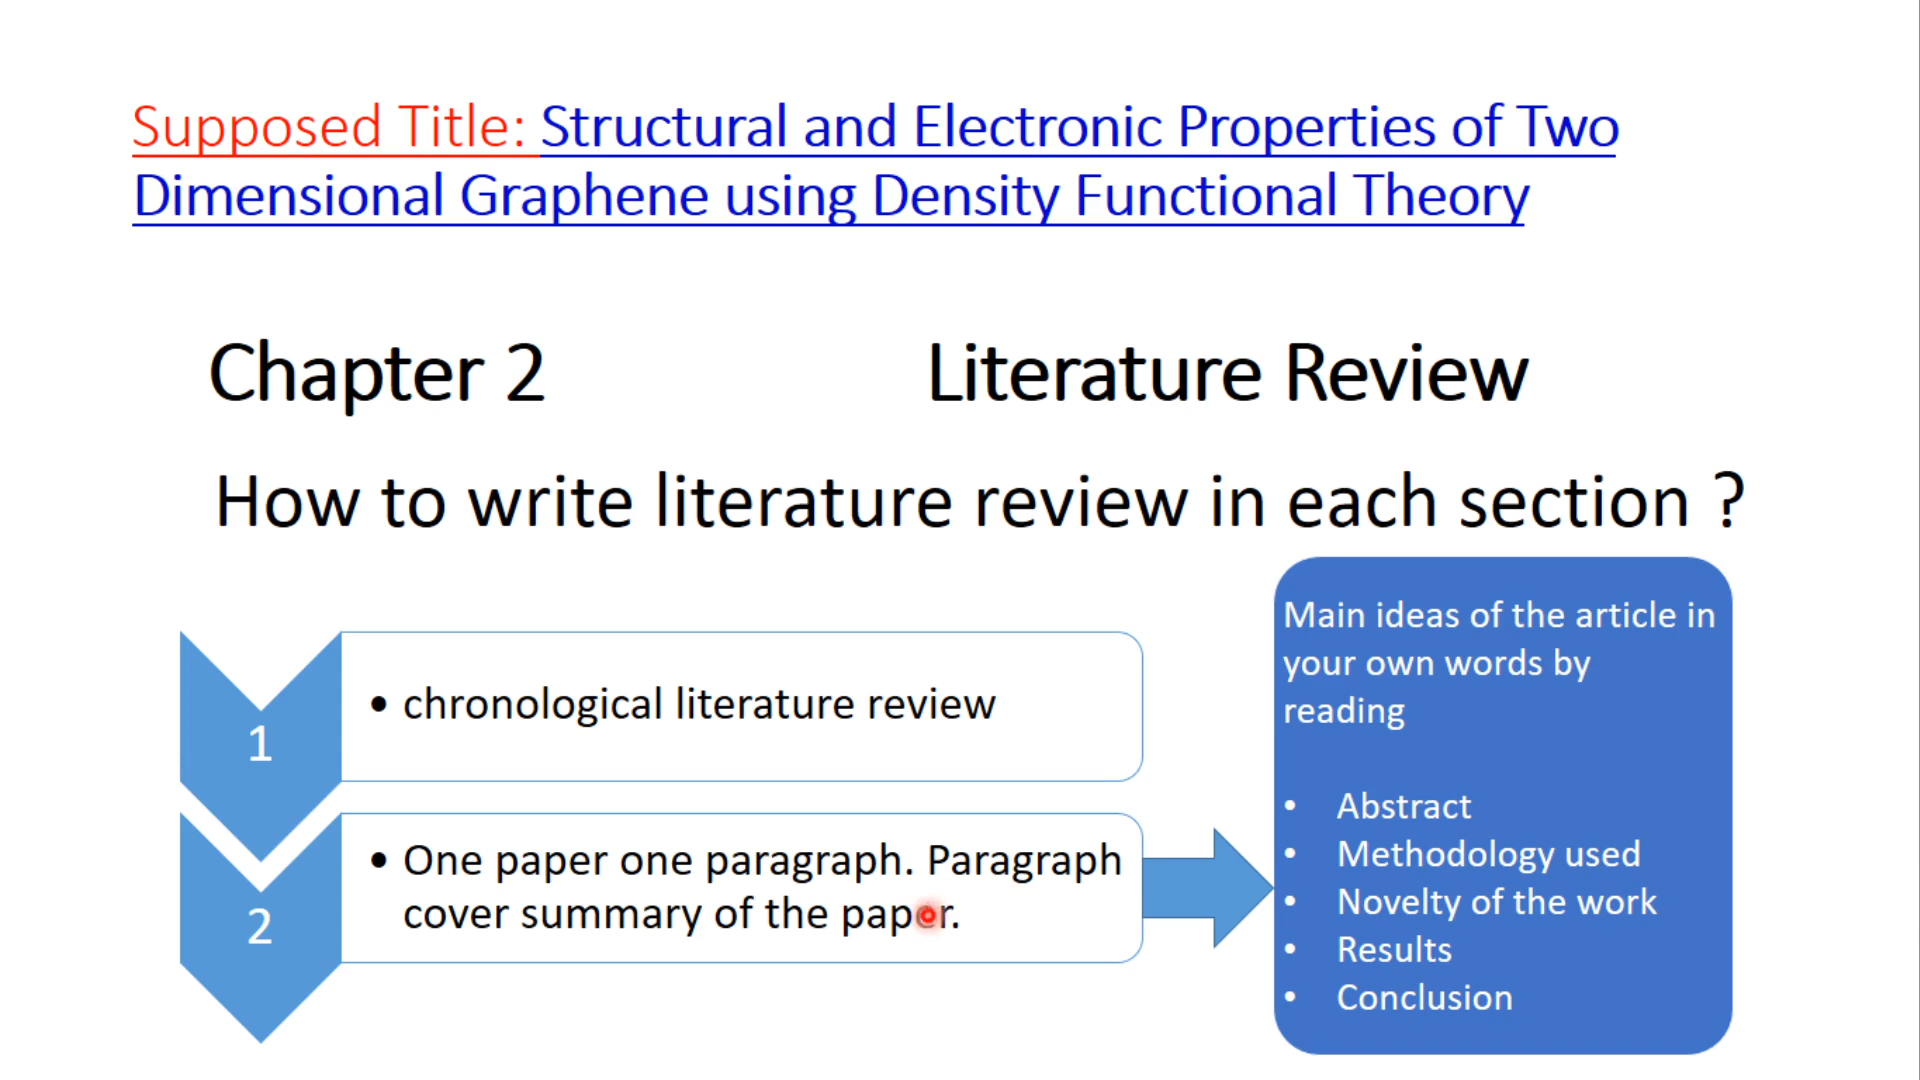 Supposed Title: Structural and Electronic Properties of Two
Dimensional Graphene using Density Functional Theory
Chapter 2 Literature Review
How to write literature review in each section ?
1
• chronological literature review
2
• One paper one paragraph. Paragraph
cover summary of the paper.
Main ideas of the article in
your own words by
reading
• Abstract
• Methodology used
• Novelty of the work
• Results
• Conclusion